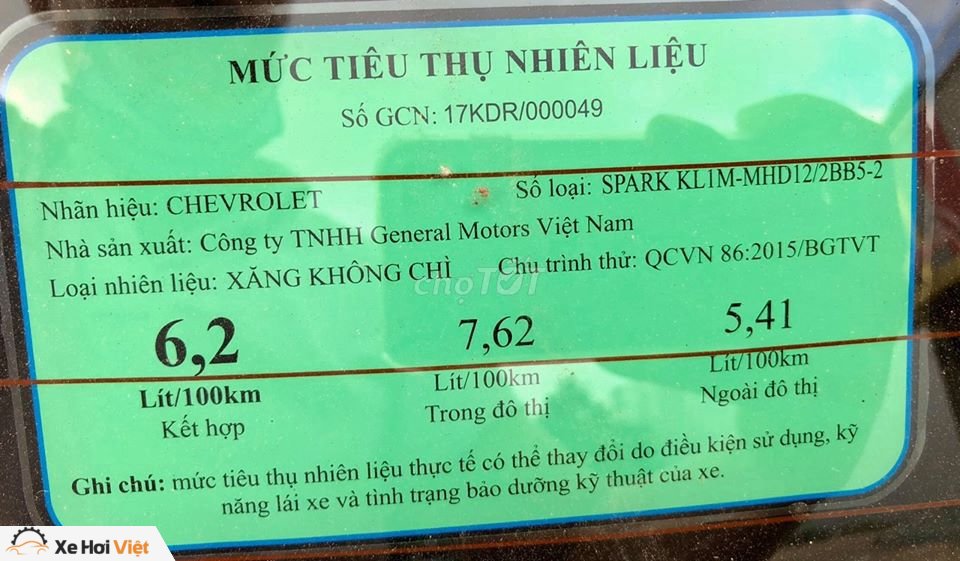 MỨC TIÊU THỤ NHIÊN LIỆU
Số GCN: 17KDR/000049
Nhãn hiệu: CHEVROLET Số loại: SPARK KL1M-MHD12/2BB5-2
Nhà sản xuất: Công ty TNHH General Motors Việt Nam
Loại nhiên liệu: XĂNG KHÔNG CHÌ Chu trình thử: QCVN 86:2015/BGTVT
chợTỐT
6,2 7,62 5,41
Lít/100km Lít/100km Lít/100km
Kết hợp Trong đô thị Ngoài đô thị
Ghi chú: mức tiêu thụ nhiên liệu thực tế có thể thay đổi do điều kiện sử dụng, kỹ
năng lái xe và tình trạng bảo dưỡng kỹ thuật của xe.
Xe Hơi Việt